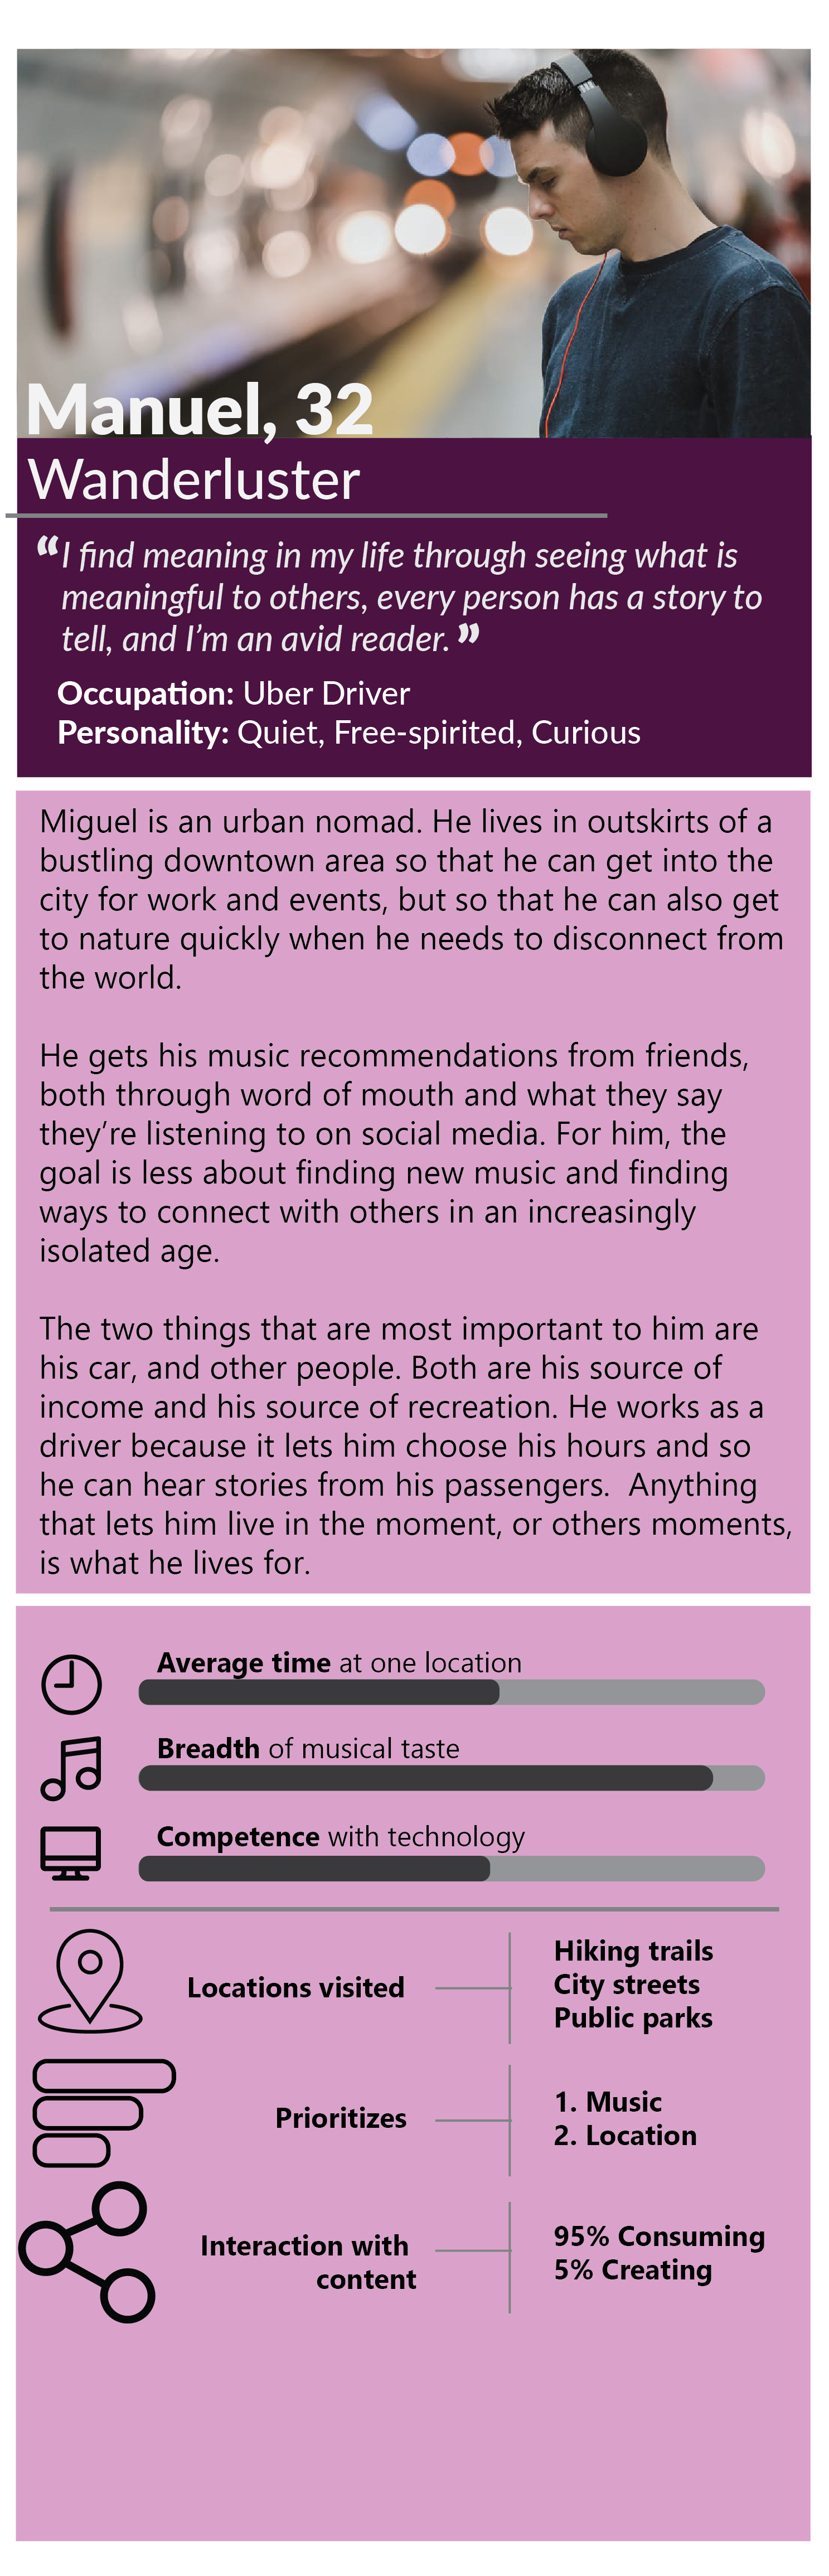 Manuel, 32
Wanderluster
“I find meaning in my life through seeing what is
meaningful to others, every person has a story to
tell, and I’m an avid reader.”
Occupation: Uber Driver
Personality: Quiet, Free-spirited, Curious
Miguel is an urban nomad. He lives in outskirts of a
bustling downtown area so that he can get into the
city for work and events, but so that he can also get
to nature quickly when he needs to disconnect from
the world.
He gets his music recommendations from friends,
both through word of mouth and what they say
they’re listening to on social media. For him, the
goal is less about finding new music and finding
ways to connect with others in an increasingly
isolated age.
The two things that are most important to him are
his car, and other people. Both are his source of
income and his source of recreation. He works as a
driver because it lets him choose his hours and so
he can hear stories from his passengers.  Anything
that lets him live in the moment, or others moments,
is what he lives for.
Average time at one location
Breadth of musical taste
Competence with technology
Locations visited
Hiking trails
City streets
Public parks
Prioritizes
1. Music
2. Location
Interaction with
content
95% Consuming
5% Creating